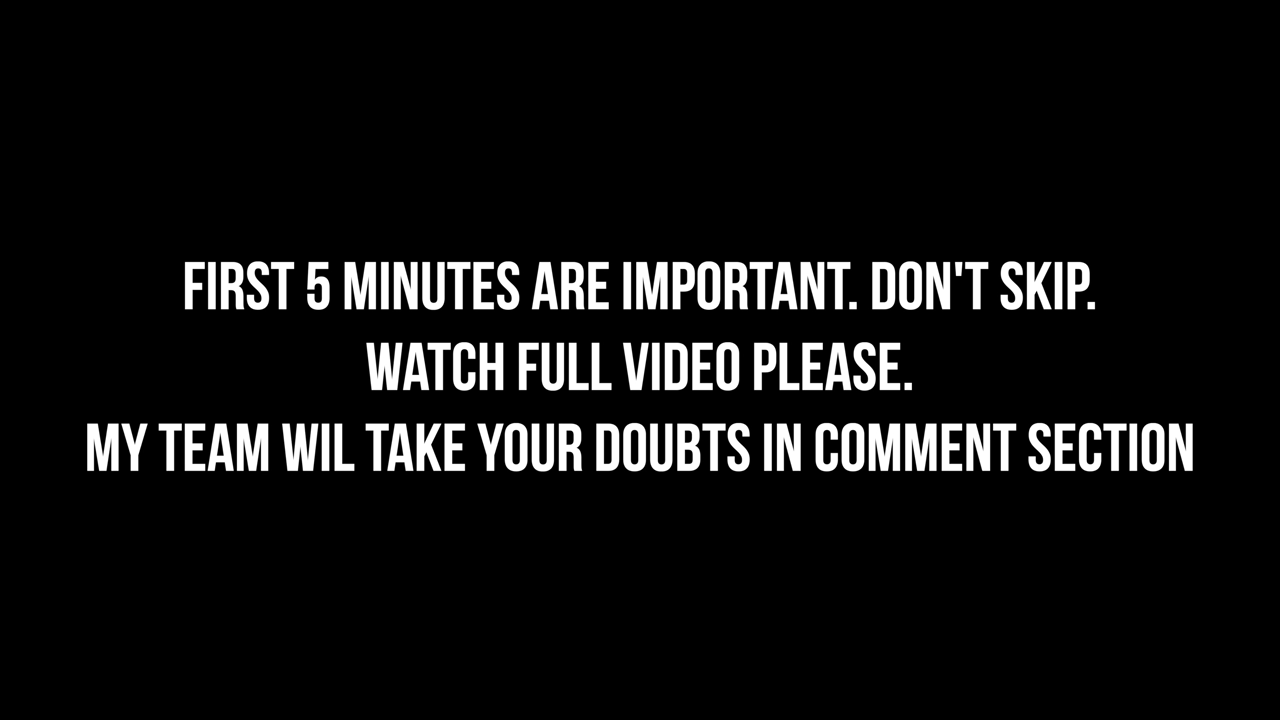 FIRST 5 MINUTES ARE IMPORTANT. DON'T SKIP.
WATCH FULL VIDEO PLEASE.
MY TEAM WIL TAKE YOUR DOUBTS IN COMMENT SECTION